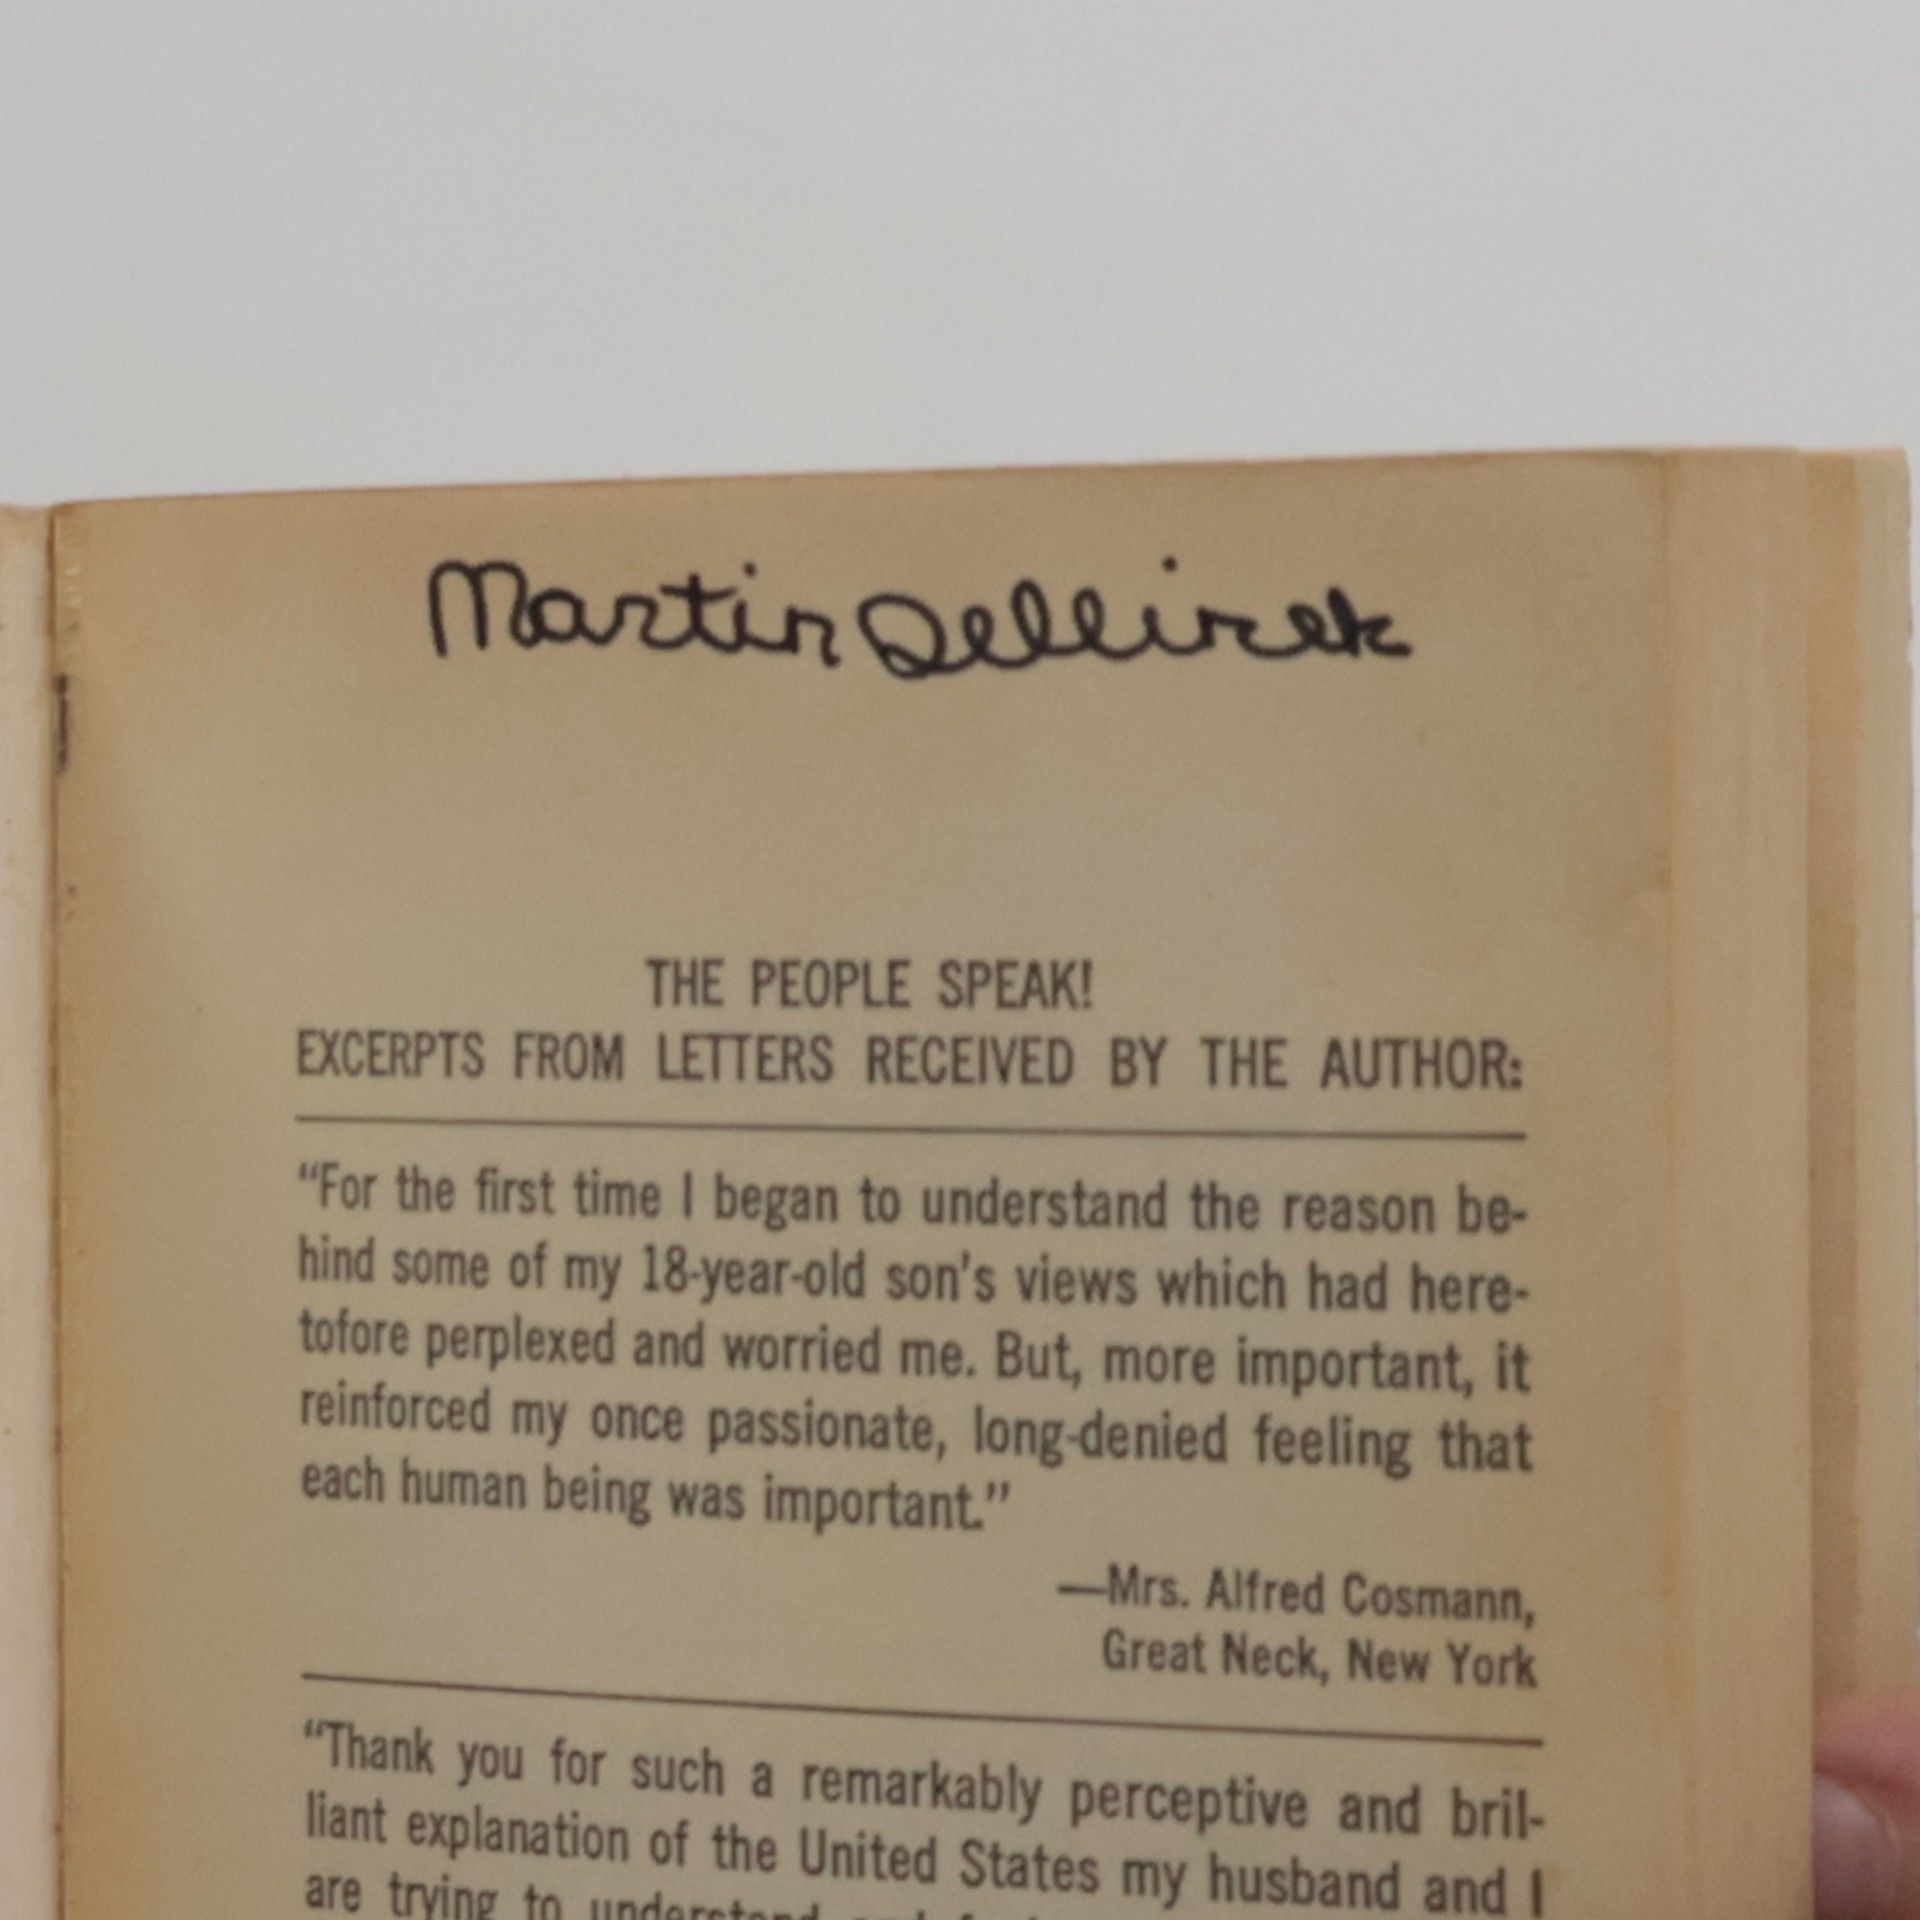 Martin Dellirek
THE PEOPLE SPEAK!
EXCERPTS FROM LETTERS RECEIVED BY THE AUTHOR:
“For the first time I began to understand the reason be-
hind some of my 18-year-old son's views which had here-
tofore perplexed and worried me. But, more important, it
reinforced my once passionate, long-denied feeling that
each human being was important.”
—Mrs. Alfred Cosmann,
Great Neck, New York
“Thank you for such a remarkably perceptive and bril-
liant explanation of the United States my husband and I
are trying to understand